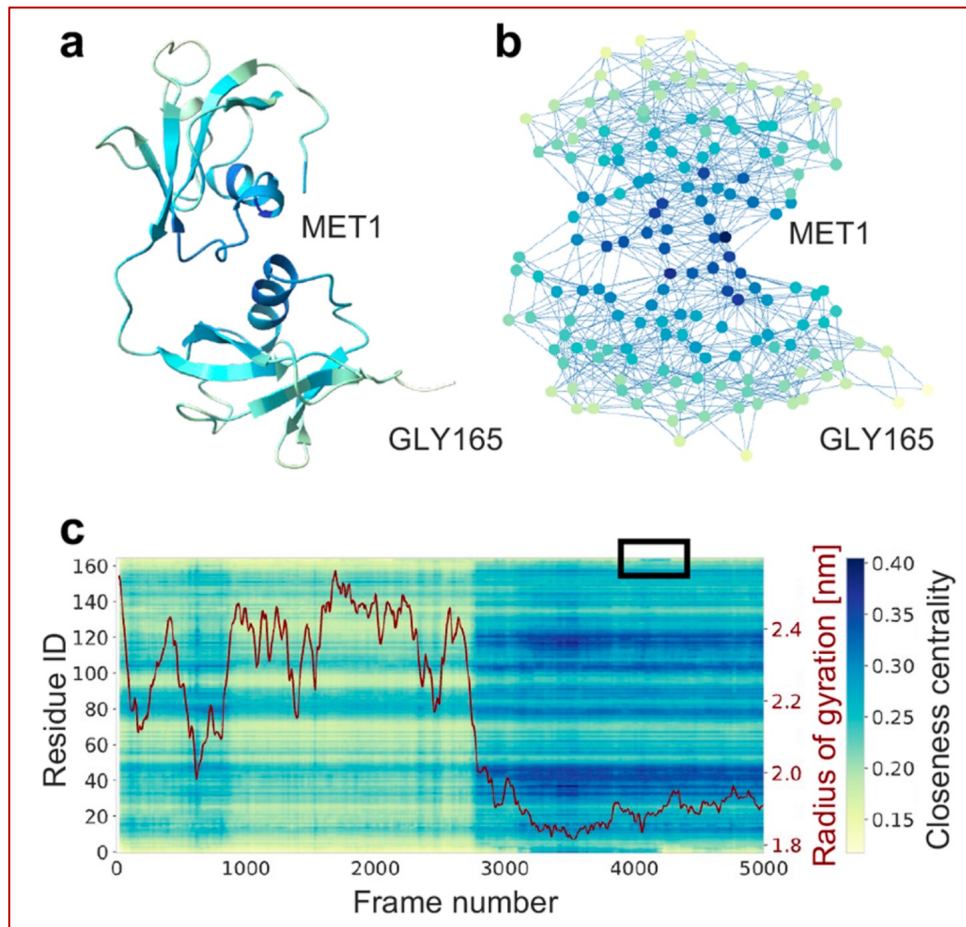 a
MET1
GLY165
b
MET1
GLY165
c
160
140
120
100
80
60
40
20
0
Residue ID
0
1000
2000
3000
4000
5000
Frame number
2.4
2.2
2.0
1.8
Radius of gyration [nm]
0.40
0.35
0.30
0.25
0.20
0.15
Closeness centrality